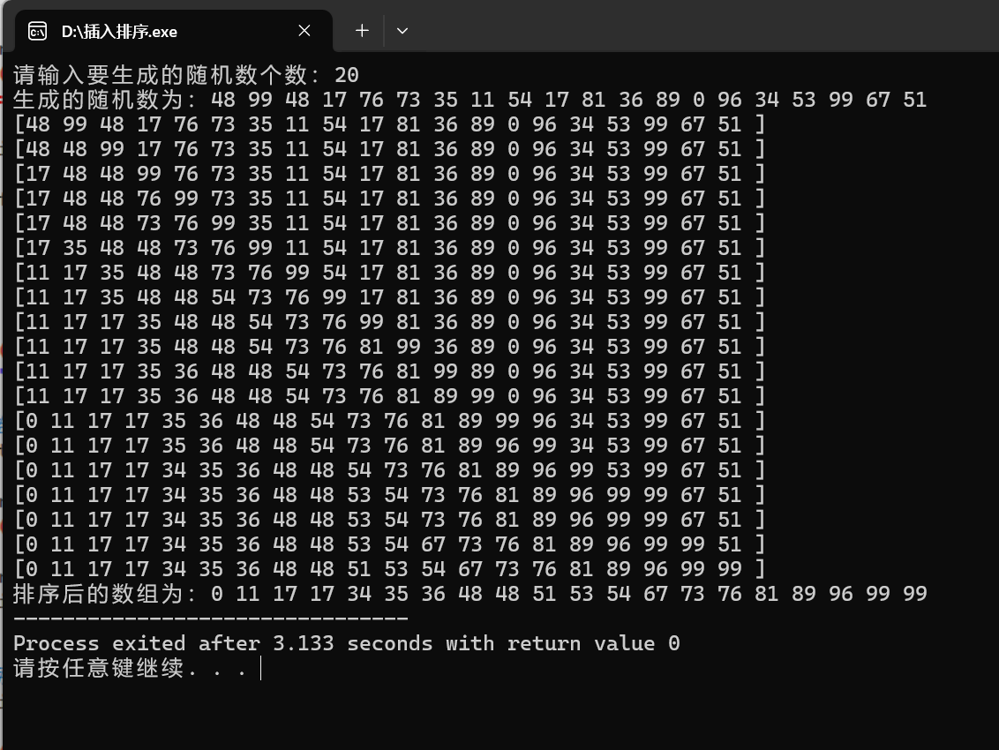 D:\插入排序.exe
请输入要生成的随机数个数：20
生成的随机数为：48 99 48 17 76 73 35 11 54 17 81 36 89 0 96 34 53 99 67 51
[48 99 48 17 76 73 35 11 54 17 81 36 89 0 96 34 53 99 67 51 ]
[48 48 99 17 76 73 35 11 54 17 81 36 89 0 96 34 53 99 67 51 ]
[17 48 48 99 76 73 35 11 54 17 81 36 89 0 96 34 53 99 67 51 ]
[17 48 48 76 99 73 35 11 54 17 81 36 89 0 96 34 53 99 67 51 ]
[17 48 48 73 76 99 35 11 54 17 81 36 89 0 96 34 53 99 67 51 ]
[17 35 48 48 73 76 99 11 54 17 81 36 89 0 96 34 53 99 67 51 ]
[11 17 35 48 48 73 76 99 54 17 81 36 89 0 96 34 53 99 67 51 ]
[11 17 35 48 48 54 73 76 99 17 81 36 89 0 96 34 53 99 67 51 ]
[11 17 17 35 48 48 54 73 76 99 81 36 89 0 96 34 53 99 67 51 ]
[11 17 17 35 48 48 54 73 76 81 99 36 89 0 96 34 53 99 67 51 ]
[11 17 17 35 36 48 48 54 73 76 81 99 89 0 96 34 53 99 67 51 ]
[11 17 17 35 36 48 48 54 73 76 81 89 99 0 96 34 53 99 67 51 ]
[0 11 17 17 35 36 48 48 54 73 76 81 89 99 96 34 53 99 67 51 ]
[0 11 17 17 35 36 48 48 54 73 76 81 89 96 99 34 53 99 67 51 ]
[0 11 17 17 34 35 36 48 48 54 73 76 81 89 96 99 53 99 67 51 ]
[0 11 17 17 34 35 36 48 48 53 54 73 76 81 89 96 99 99 67 51 ]
[0 11 17 17 34 35 36 48 48 53 54 73 76 81 89 96 99 99 67 51 ]
[0 11 17 17 34 35 36 48 48 53 54 67 73 76 81 89 96 99 99 51 ]
[0 11 17 17 34 35 36 48 48 51 53 54 67 73 76 81 89 96 99 99 ]
排序后的数组为：0 11 17 17 34 35 36 48 48 51 53 54 67 73 76 81 89 96 99 99
--------------------------------
Process exited after 3.133 seconds with return value 0
请按任意键继续. . .